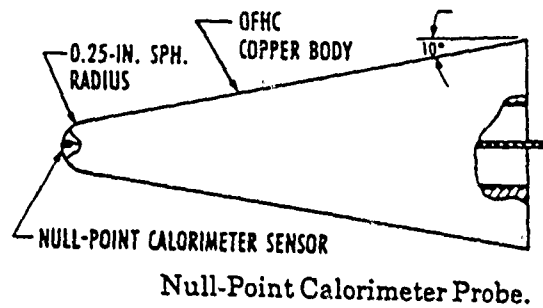 OFHC
COPPER BODY
0.25-IN. SPH.
RADIUS
10°
NULL-POINT CALORIMETER SENSOR
Null-Point Calorimeter Probe.